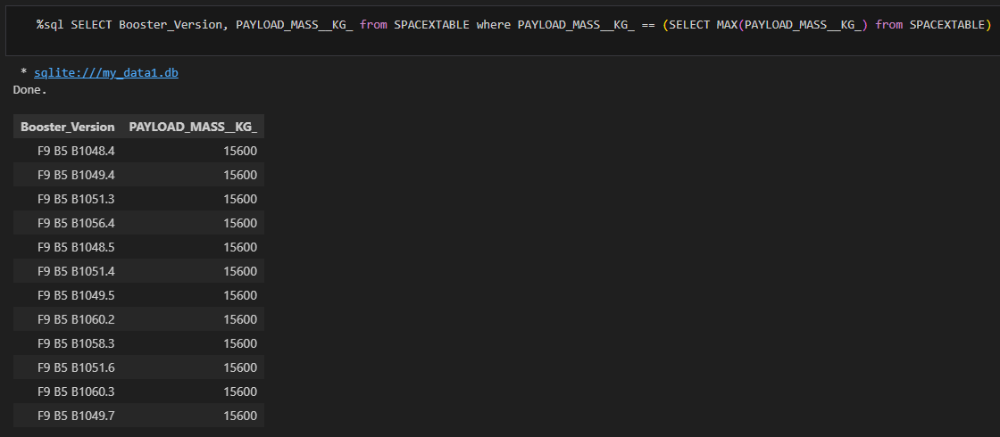 %sql SELECT Booster_Version, PAYLOAD_MASS__KG_ from SPACEXTABLE where PAYLOAD_MASS__KG_ == (SELECT MAX(PAYLOAD_MASS__KG_) from SPACEXTABLE)
* sqlite:///my_data1.db
Done.
Booster_Version PAYLOAD_MASS__KG_
F9 B5 B1048.4 15600
F9 B5 B1049.4 15600
F9 B5 B1051.3 15600
F9 B5 B1056.4 15600
F9 B5 B1048.5 15600
F9 B5 B1051.4 15600
F9 B5 B1049.5 15600
F9 B5 B1060.2 15600
F9 B5 B1058.3 15600
F9 B5 B1051.6 15600
F9 B5 B1060.3 15600
F9 B5 B1049.7 15600